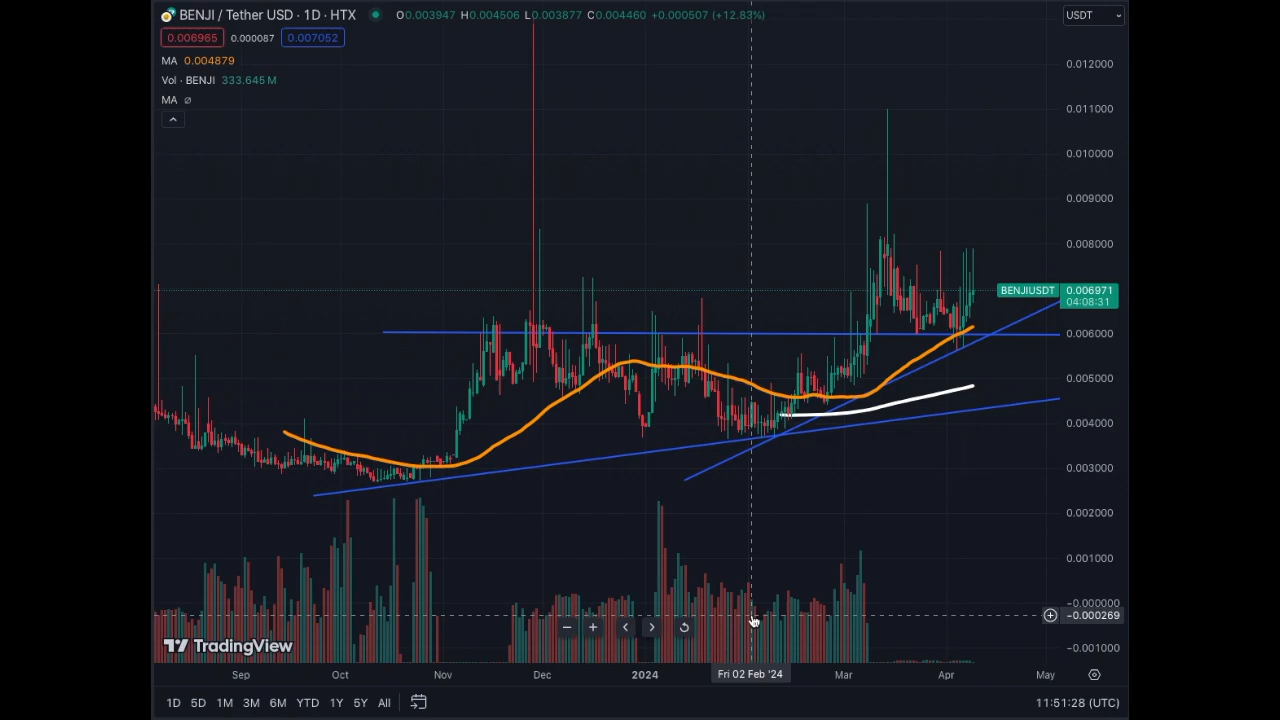 BENJI / Tether USD · 1D · HTX O0.003947 H0.004506 L0.003877 C0.004460 +0.000507 (+12.83%)
USDT
0.006965 0.000087 0.007052
MA 0.004879
Vol · BENJI 333.645 M
MA ∅
0.012000
0.011000
0.010000
0.009000
0.008000
BENJIUSDT 0.006971
04:08:31
0.006000
0.005000
0.004000
0.003000
0.002000
0.001000
−0.000000
−0.000269
−0.001000
TradingView
Sep Oct Nov Dec 2024 Fri 02 Feb '24 Mar Apr May
1D 5D 1M 3M 6M YTD 1Y 5Y All 11:51:28 (UTC)